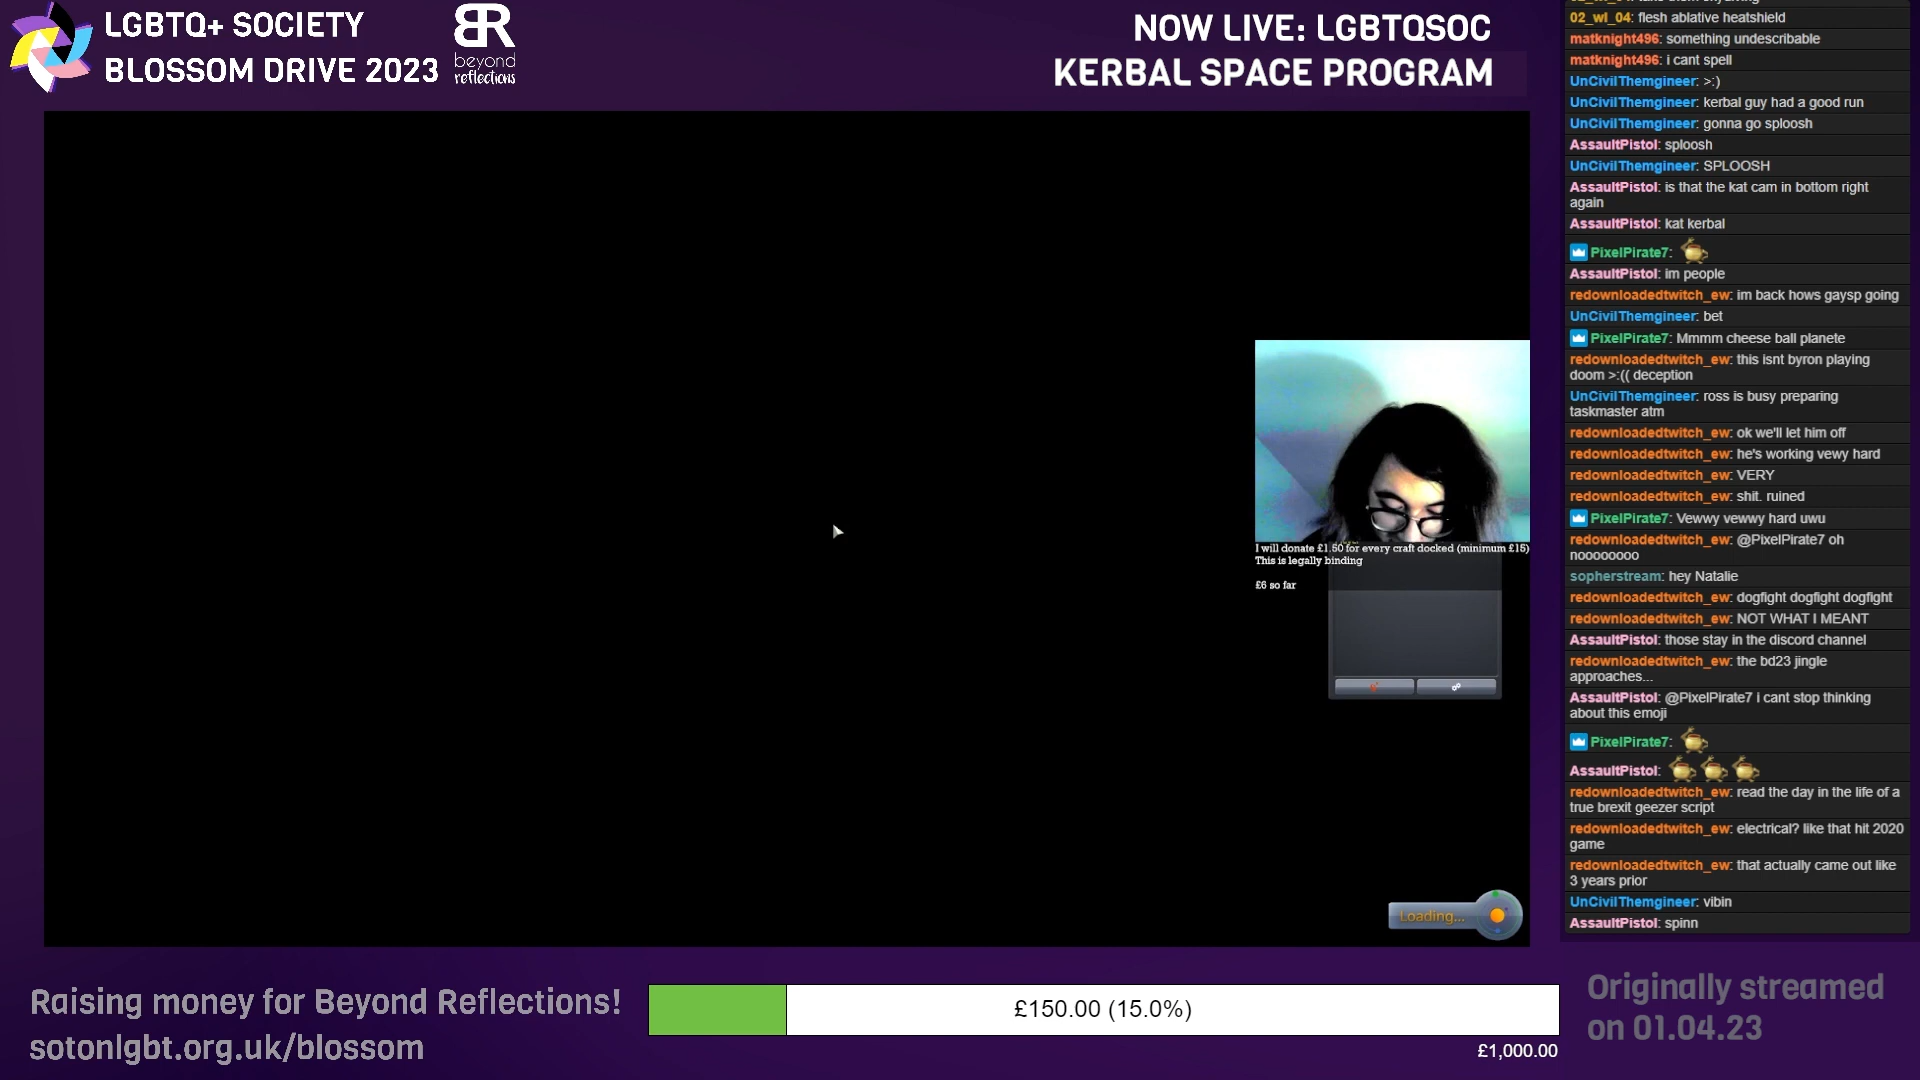 LGBTQ+ SOCIETY
BLOSSOM DRIVE 2023
BR
beyond
reflections
NOW LIVE: LGBTQSOC
KERBAL SPACE PROGRAM
02_wl_04: flesh ablative heatshield
matknight496: something undescribable
matknight496: i cant spell
UnCivilThemgineer: >:)
UnCivilThemgineer: kerbal guy had a good run
UnCivilThemgineer: gonna go sploosh
AssaultPistol: sploosh
UnCivilThemgineer: SPLOOSH
AssaultPistol: is that the kat cam in bottom right
again
AssaultPistol: kat kerbal
PixelPirate7:
AssaultPistol: im people
redownloadedtwitch_ew: im back hows gaysp going
UnCivilThemgineer: bet
PixelPirate7: Mmmm cheese ball planete
redownloadedtwitch_ew: this isnt byron playing
doom >:(( deception
UnCivilThemgineer: ross is busy preparing
taskmaster atm
redownloadedtwitch_ew: ok we'll let him off
redownloadedtwitch_ew: he's working vewy hard
redownloadedtwitch_ew: VERY
redownloadedtwitch_ew: shit. ruined
PixelPirate7: Vewwy vewwy hard uwu
redownloadedtwitch_ew: @PixelPirate7 oh
noooooooo
sopherstream: hey Natalie
redownloadedtwitch_ew: dogfight dogfight dogfight
redownloadedtwitch_ew: NOT WHAT I MEANT
AssaultPistol: those stay in the discord channel
redownloadedtwitch_ew: the bd23 jingle
approaches...
AssaultPistol: @PixelPirate7 i cant stop thinking
about this emoji
PixelPirate7:
AssaultPistol:
redownloadedtwitch_ew: read the day in the life of a
true brexit geezer script
redownloadedtwitch_ew: electrical? like that hit 2020
game
redownloadedtwitch_ew: that actually came out like
3 years prior
UnCivilThemgineer: vibin
AssaultPistol: spinn
I will donate £1.50 for every craft docked (minimum £15)
This is legally binding
£6 so far
Loading...
Raising money for Beyond Reflections!
sotonlgbt.org.uk/blossom
£150.00 (15.0%)
£1,000.00
Originally streamed
on 01.04.23